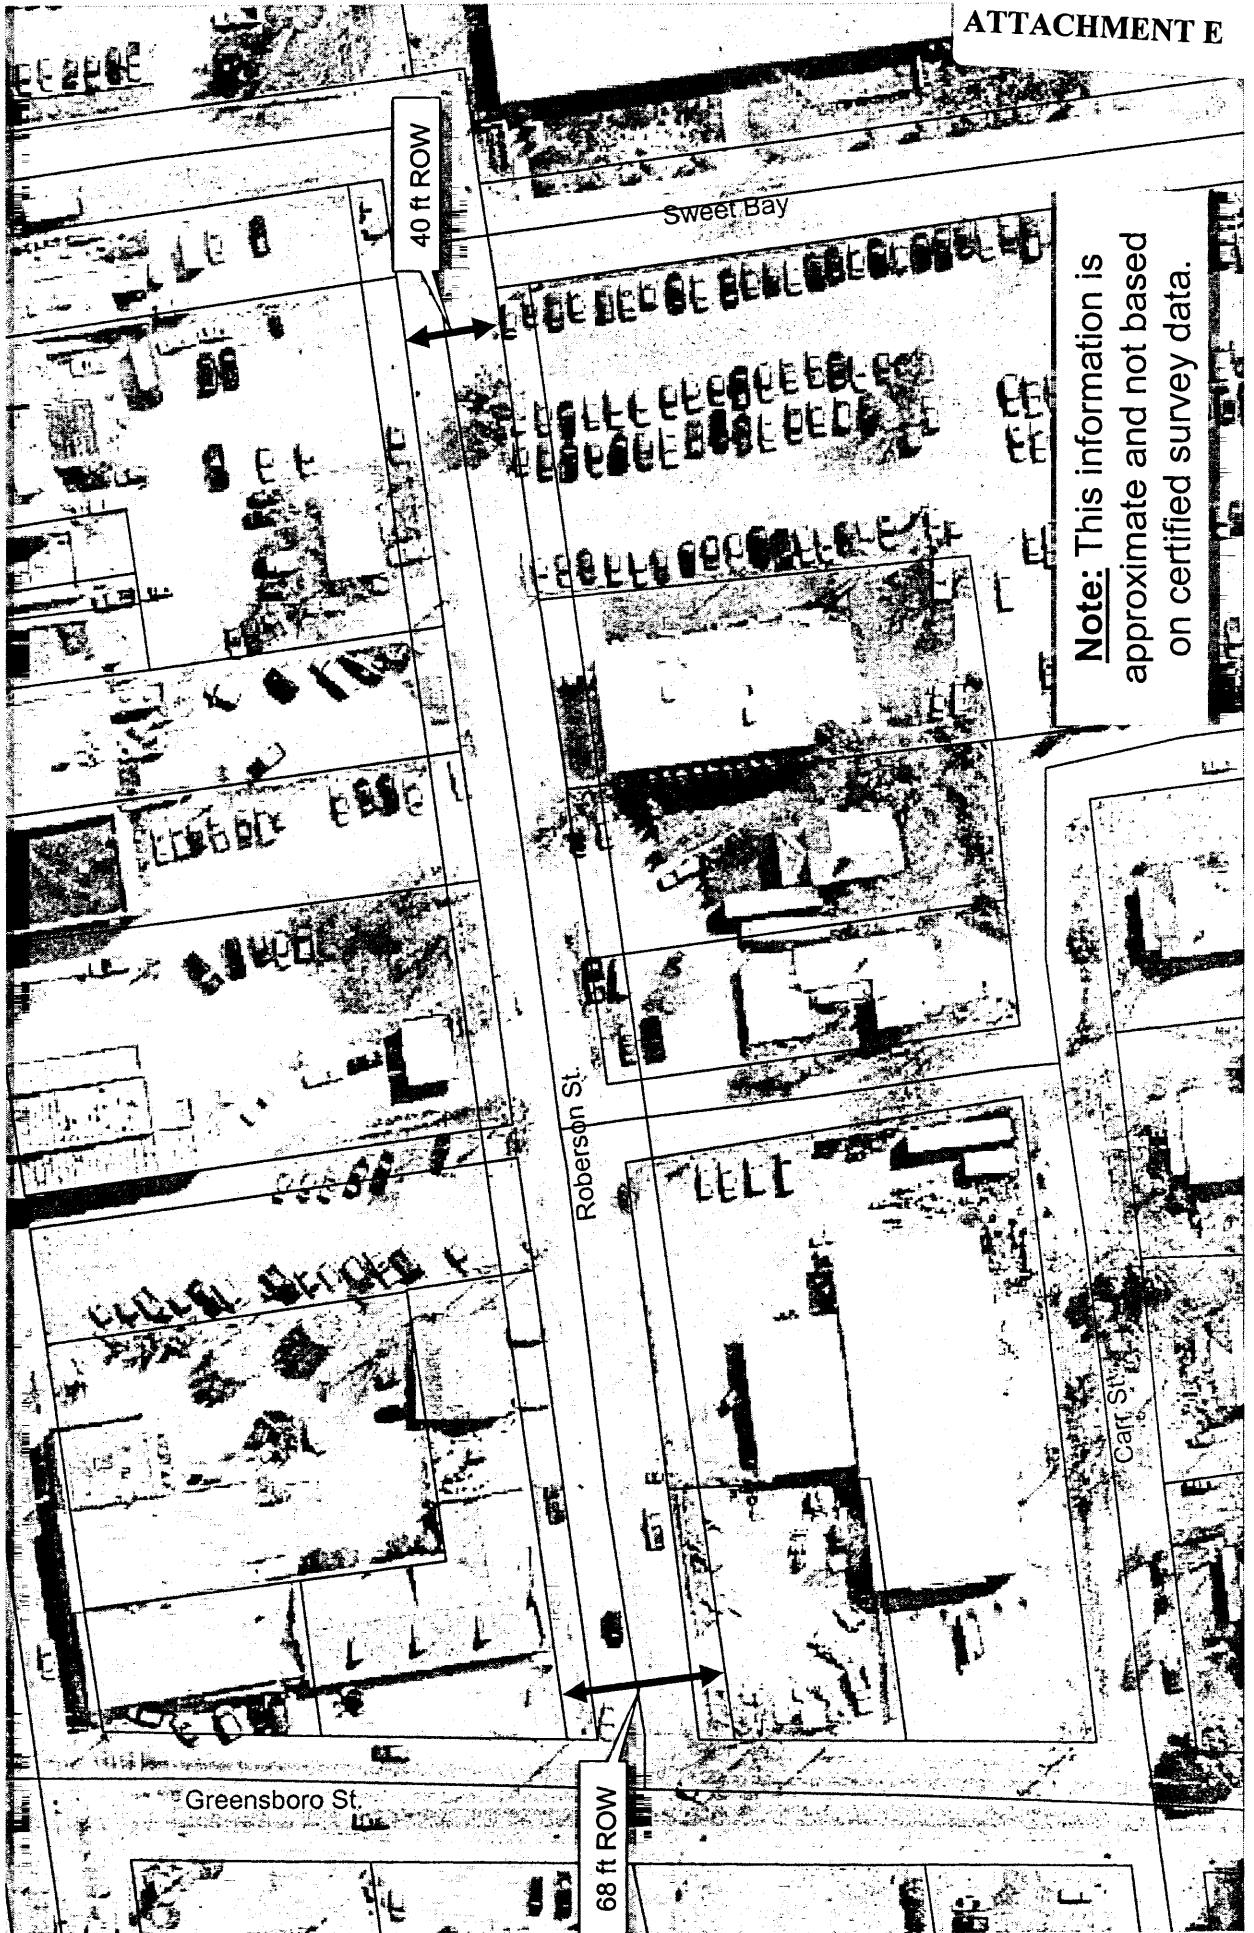 ATTACHMENT E
40 ft ROW
Sweet Bay
Note: This information is
approximate and not based
on certified survey data.
Roberson St.
Carr St.
Greensboro St.
68 ft ROW